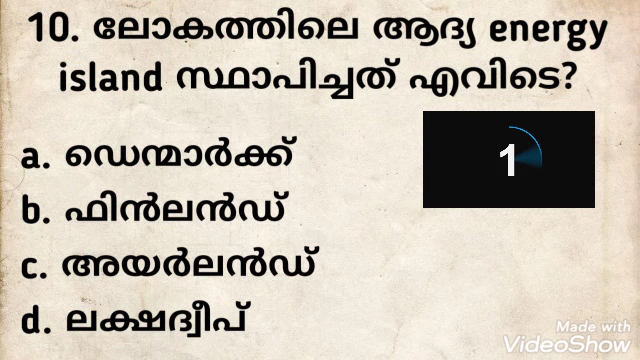 10. ലോകത്തിലെ ആദ്യ energy
island സ്ഥാപിച്ചത് എവിടെ?
a. ഡെന്മാർക്ക്
1
b. ഫിൻലൻഡ്
c. അയർലൻഡ്
d. ലക്ഷദ്വീപ്
Made with
VideoShow